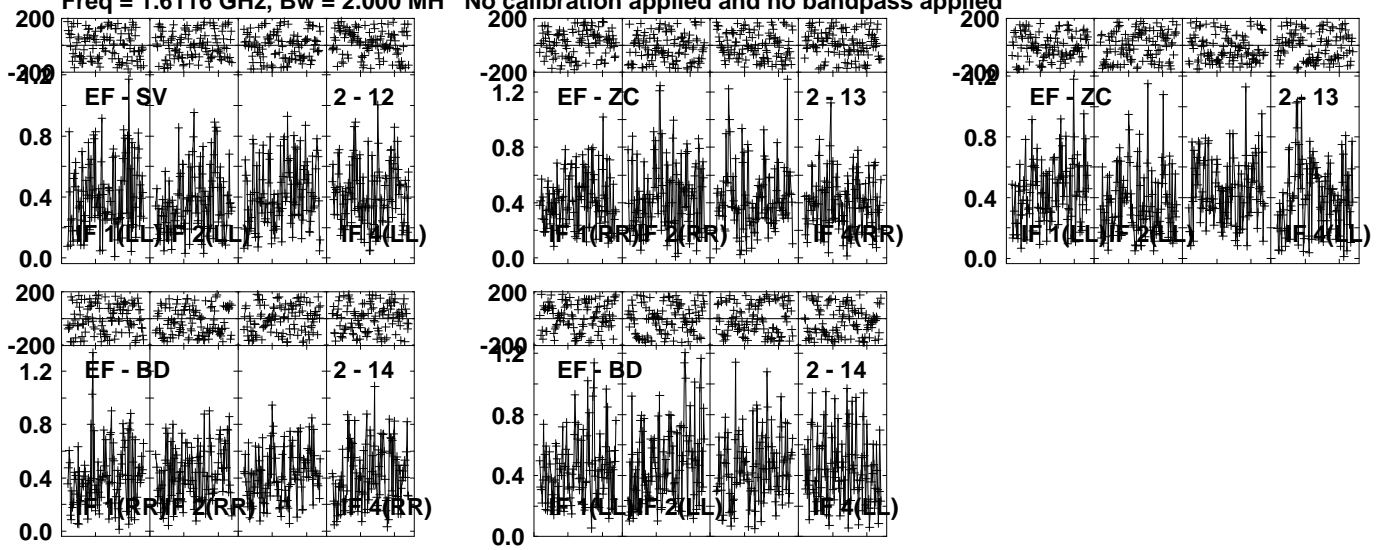 Freq = 1.6116 GHz, Bw = 2.000 MH No calibration applied and no bandpass applied
200
-200
1.2
EF - SV 2 - 12
0.8
0.4
IF 1(LL) IF 2(LL) IF 4(LL)
0.0
-200
1.2
EF - ZC 2 - 13
0.8
0.4
IF 1(RR) IF 2(RR) IF 4(RR)
0.0
-200
1.2
EF - ZC 2 - 13
0.8
0.4
IF 1(LL) IF 2(LL) IF 4(LL)
0.0
200
-200
EF - BD 2 - 14
1.2
0.8
0.4
IF 1(RR) IF 2(RR) IF 4(RR)
0.0
-200
1.2
EF - BD 2 - 14
0.8
0.4
IF 1(LL) IF 2(LL) IF 4(LL)
0.0